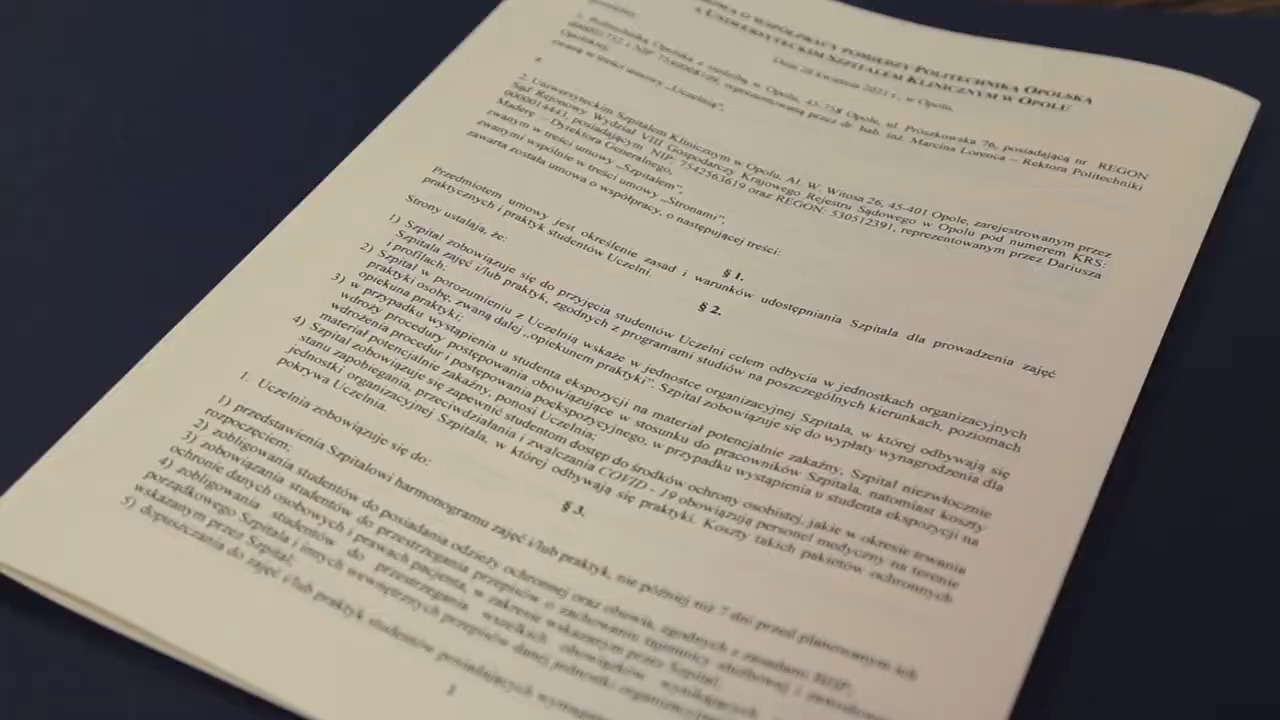 UMOWA O WSPÓŁPRACY POMIĘDZY POLITECHNIKĄ OPOLSKĄ
A UNIWERSYTECKIM SZPITALEM KLINICZNYM W OPOLU
Dnia 20 kwietnia 2021 r., w Opolu,
pomiędzy:
1. Politechniką Opolską z siedzibą w Opolu, 45-758 Opole, ul. Prószkowska 76, posiadającą nr REGON
NIP reprezentowaną przez dr. hab. inż. Marcina Lorenca – Rektora Politechniki
Opolskiej,
zwaną w treści umowy „Uczelnią",
a
2. Uniwersyteckim Szpitalem Klinicznym w Opolu, Al. W. Witosa 26, 45-401 Opole, zarejestrowanym przez
Sąd Rejonowy Wydział VIII Gospodarczy Krajowego Rejestru Sądowego w Opolu pod numerem KRS:
0000014443, posiadającym NIP: 7542563619 oraz REGON: 530512391, reprezentowanym przez Dariusza
Maderę – Dyrektora Generalnego,
zwanym w treści umowy „Szpitalem",
zwanymi wspólnie w treści umowy „Stronami",
zawarta została umowa o współpracy, o następującej treści:
§ 1.
Przedmiotem umowy jest określenie zasad i warunków udostępniania Szpitala dla prowadzenia zajęć
praktycznych i praktyk studentów Uczelni.
§ 2.
Strony ustalają, że:
1) Szpital zobowiązuje się do przyjęcia studentów Uczelni celem odbycia w jednostkach organizacyjnych
Szpitala zajęć i/lub praktyk, zgodnych z programami studiów na poszczególnych kierunkach, poziomach
i profilach.
2) Szpital w porozumieniu z Uczelnią wskaże w jednostce organizacyjnej Szpitala, w której odbywają się
praktyki osobę, zwaną dalej „opiekunem praktyki". Szpital zobowiązuje się do wypłaty wynagrodzenia dla
opiekuna praktyki;
3) w przypadku wystąpienia u studenta ekspozycji na materiał potencjalnie zakaźny, Szpital niezwłocznie
wdroży procedury postępowania obowiązujące w stosunku do pracowników Szpitala, natomiast koszty
wdrożenia procedur i postępowania poekspozycyjnego, w przypadku wystąpienia u studenta ekspozycji na
materiał potencjalnie zakaźny, ponosi Uczelnia;
4) Szpital zobowiązuje się zapewnić studentom dostęp do środków ochrony osobistej, jakie w okresie trwania
stanu zapobiegania, przeciwdziałania i zwalczania COVID - 19 obowiązują personel medyczny na terenie
jednostki organizacyjnej Szpitala, w której odbywają się praktyki. Koszty takich pakietów ochronnych
pokrywa Uczelnia.
§ 3.
1. Uczelnia zobowiązuje się do:
1) przedstawienia Szpitalowi harmonogramu zajęć i/lub praktyk, nie później niż 7 dni przed planowanym ich
rozpoczęciem,
2) zobligowania studentów do posiadania odzieży ochronnej oraz obuwia, zgodnych z zasadami BHP,
3) zobowiązania studentów do przestrzegania przepisów o zachowaniu tajemnicy służbowej i
ochronie danych osobowych i prawach pacjenta, w zakresie wskazanym przez Szpital,
4) zobligowania studentów do przestrzegania wszelkich obowiązków wynikających
porządkowego Szpitala i innych wewnętrznych przepisów danej jednostki
wskazanym przez Szpital,
5) dopuszczania do zajęć i/lub praktyk studentów posiadających